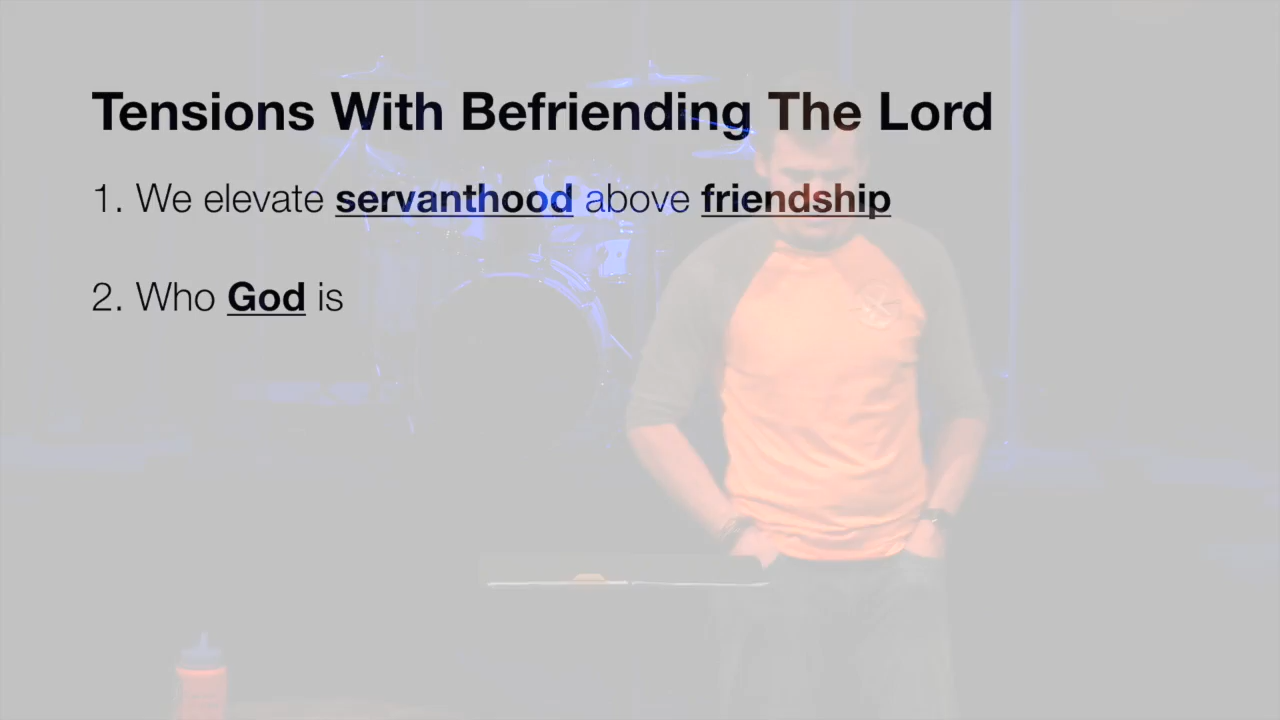 Tensions With Befriending The Lord
1. We elevate servanthood above friendship
2. Who God is